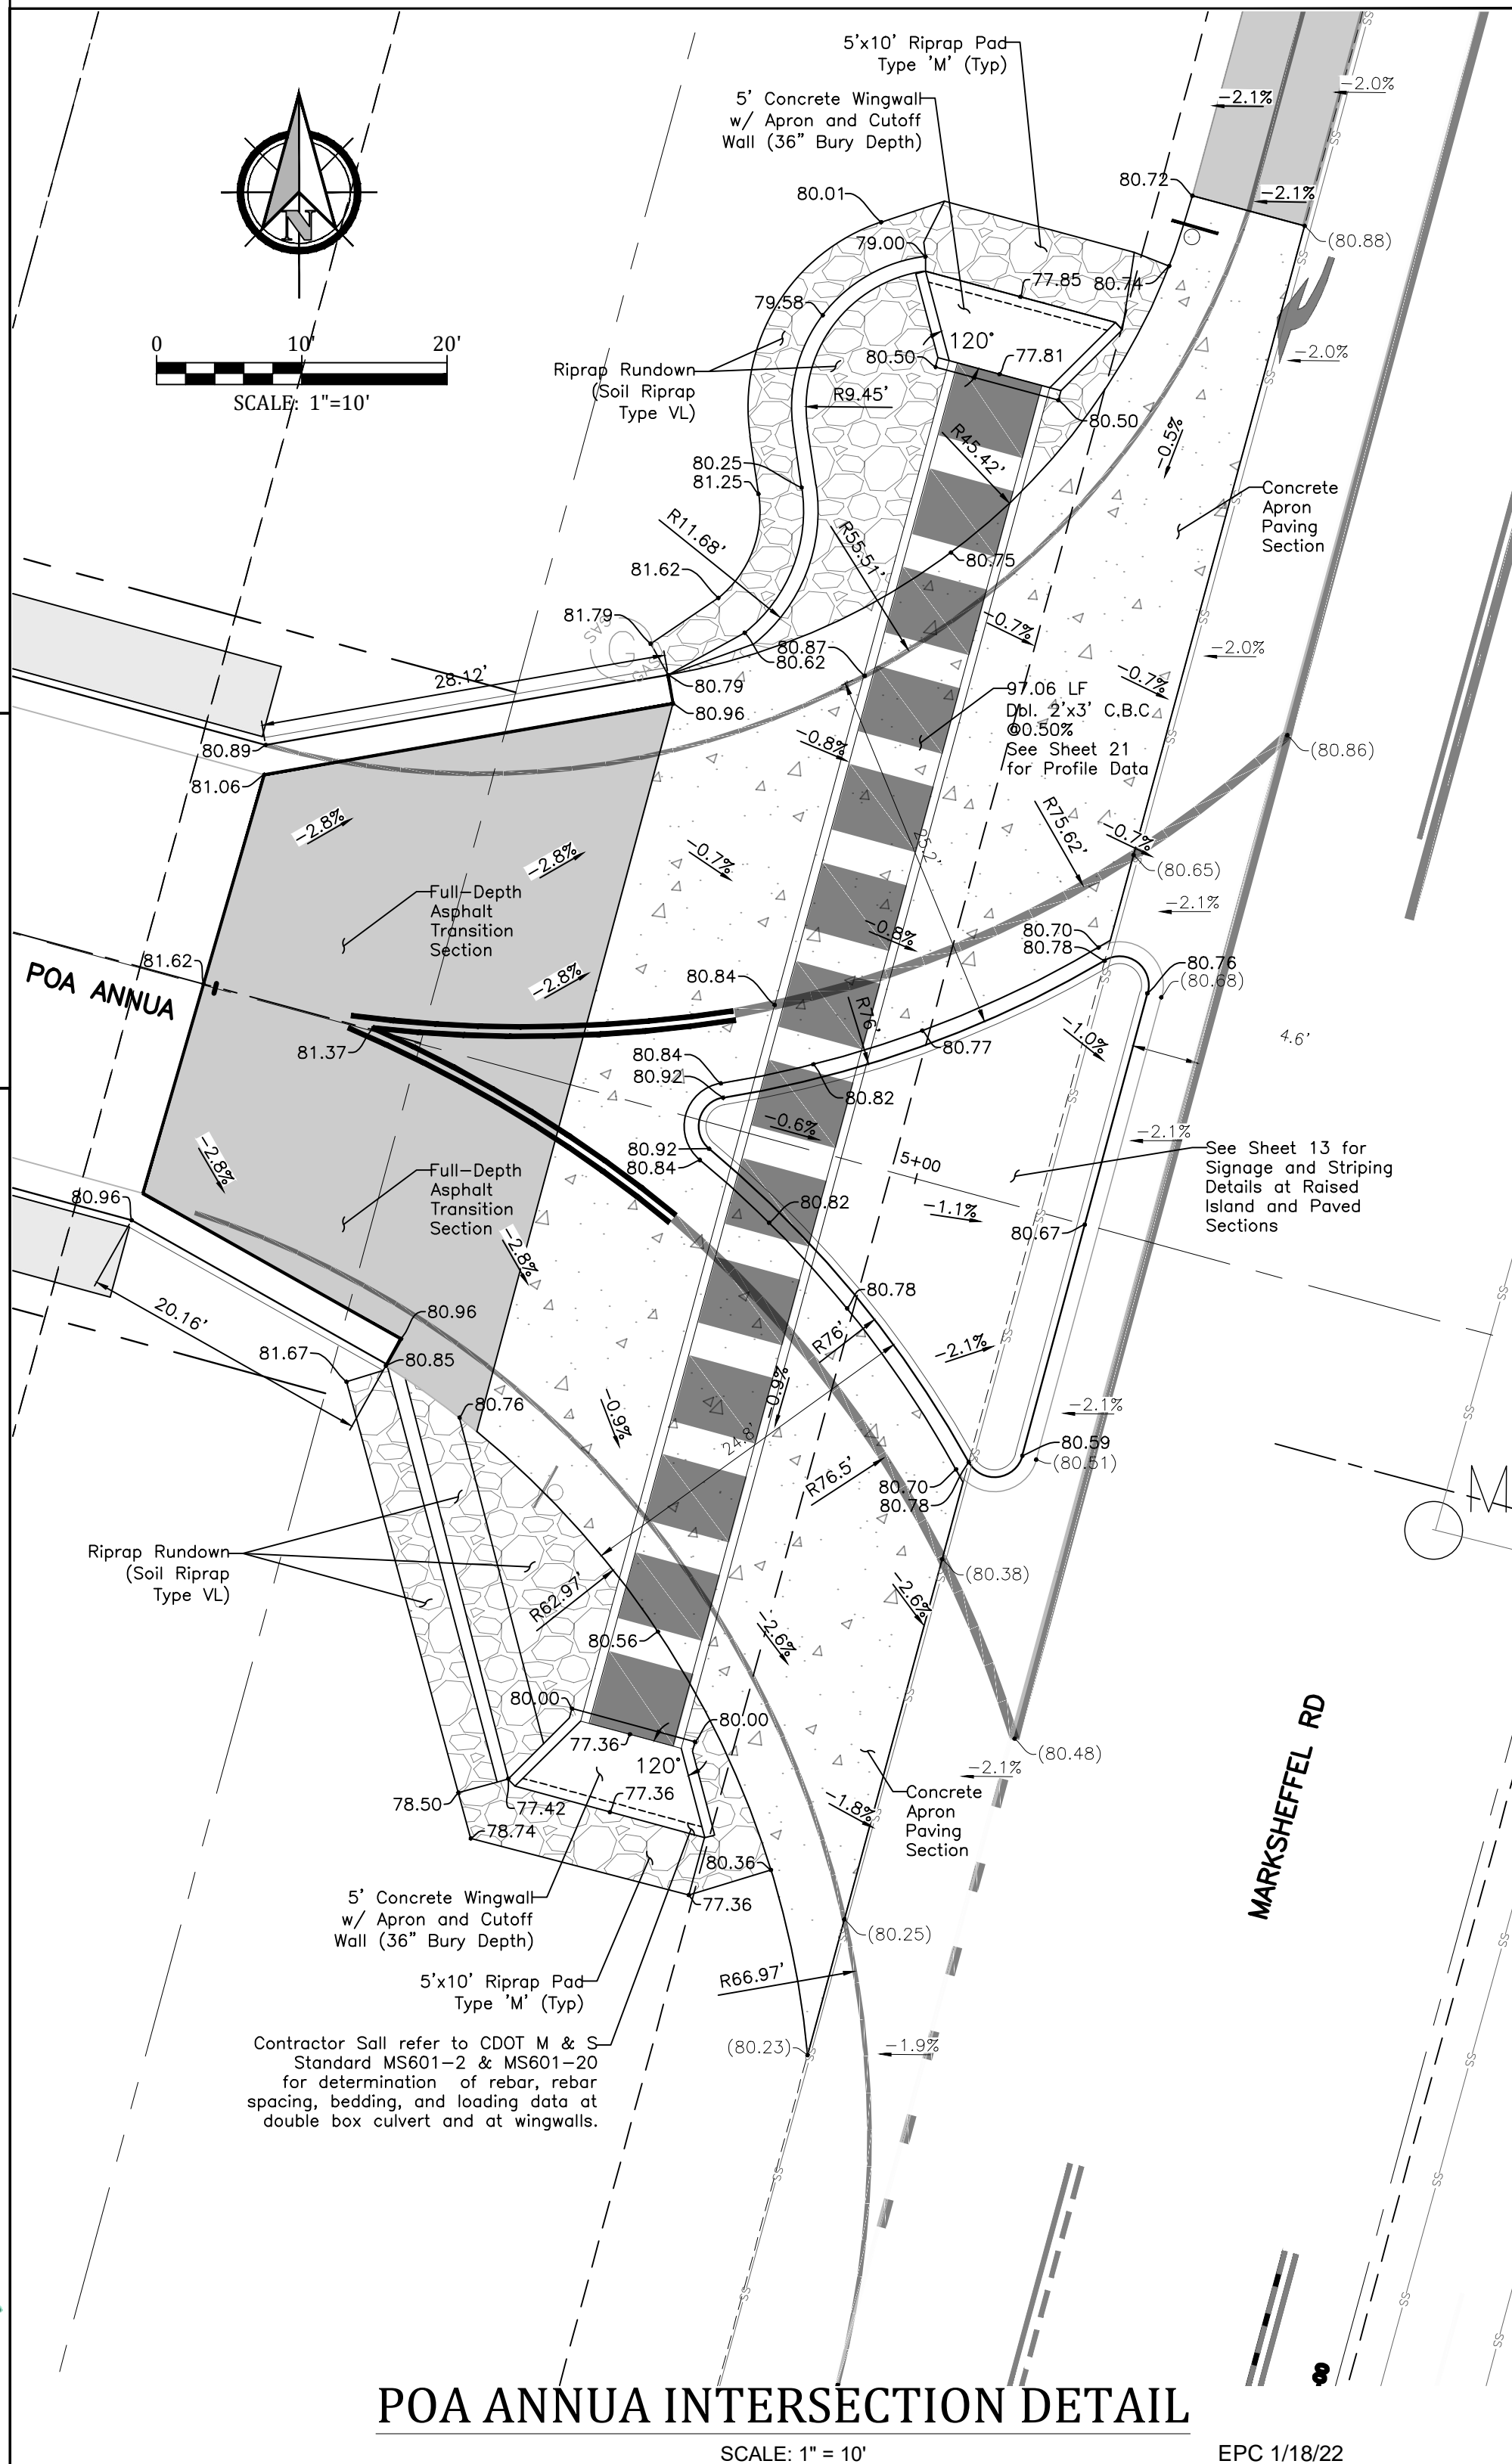 5'x10' Riprap Pad
Type 'M' (Typ)
5' Concrete Wingwall
w/ Apron and Cutoff
Wall (36" Bury Depth)
-2.1%
-2.0%
80.72
-2.1%
(80.88)
80.01
79.00
77.85
80.74
79.58
-2.0%
N
0
10'
20'
SCALE: 1"=10'
120°
80.50
77.81
Riprap Rundown
(Soil Riprap
Type VL)
R9.45'
80.50
R45.42'
-0.5%
80.25
81.25
Concrete
Apron
Paving
Section
R11.68'
R55.51'
80.75
81.62
81.79
-0.7%
80.87
80.62
-2.0%
GAS
G
GAS
28.12'
80.79
80.96
-0.7%
97.06 LF
Dbl. 2'x3' C.B.C
@0.50%
See Sheet 21
for Profile Data
80.89
-0.8%
(80.86)
81.06
-2.8%
R75.62'
-0.7%
25.2'
-2.8%
-0.7%
(80.65)
-2.1%
Full-Depth
Asphalt
Transition
Section
-0.8%
80.70
80.78
81.62
POA ANNUA
-2.8%
80.84
80.76
(80.68)
R76'
-1.0%
4.6'
81.37
80.77
80.84
80.92
80.82
-0.6%
-2.1%
See Sheet 13 for
Signage and Striping
Details at Raised
Island and Paved
Sections
80.92
80.84
5+00
-2.8%
Full-Depth
Asphalt
Transition
Section
80.96
80.82
-1.1%
80.67
-2.8%
80.78
20.16'
80.96
R76'
-2.1%
81.67
80.85
80.76
-0.9%
-0.9%
-2.1%
24.8'
80.59
(80.51)
R76.5'
80.70
80.78
M
Riprap Rundown
(Soil Riprap
Type VL)
(80.38)
R62.97'
-2.6%
80.56
-2.6%
80.00
80.00
77.36
120°
(80.48)
-2.1%
MARKSHEFFEL RD
78.50
77.42
77.36
78.74
-1.8%
Concrete
Apron
Paving
Section
80.36
77.36
5' Concrete Wingwall
w/ Apron and Cutoff
Wall (36" Bury Depth)
(80.25)
5'x10' Riprap Pad
Type 'M' (Typ)
R66.97'
Contractor Sall refer to CDOT M & S
Standard MS601-2 & MS601-20
for determination of rebar, rebar
spacing, bedding, and loading data at
double box culvert and at wingwalls.
(80.23)
-1.9%
POA ANNUA INTERSECTION DETAIL
SCALE: 1" = 10'
EPC 1/18/22